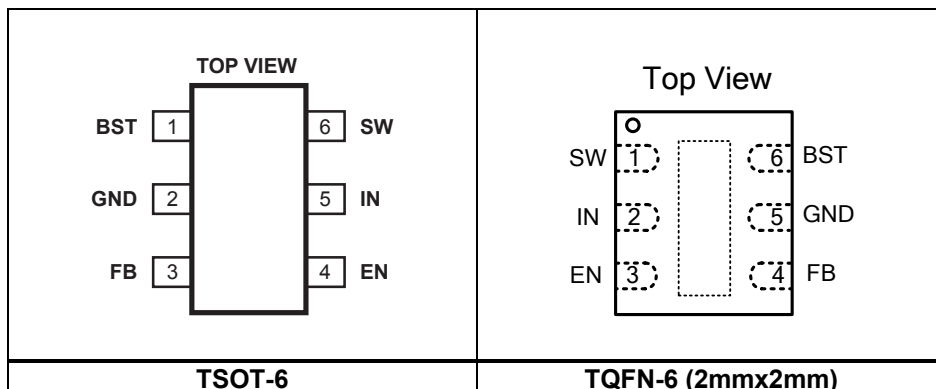 TOP VIEW
BST 1 6 SW
GND 2 5 IN
FB 3 4 EN
TSOT-6
Top View
SW 1 6 BST
IN 2 5 GND
EN 3 4 FB
TQFN-6 (2mmx2mm)